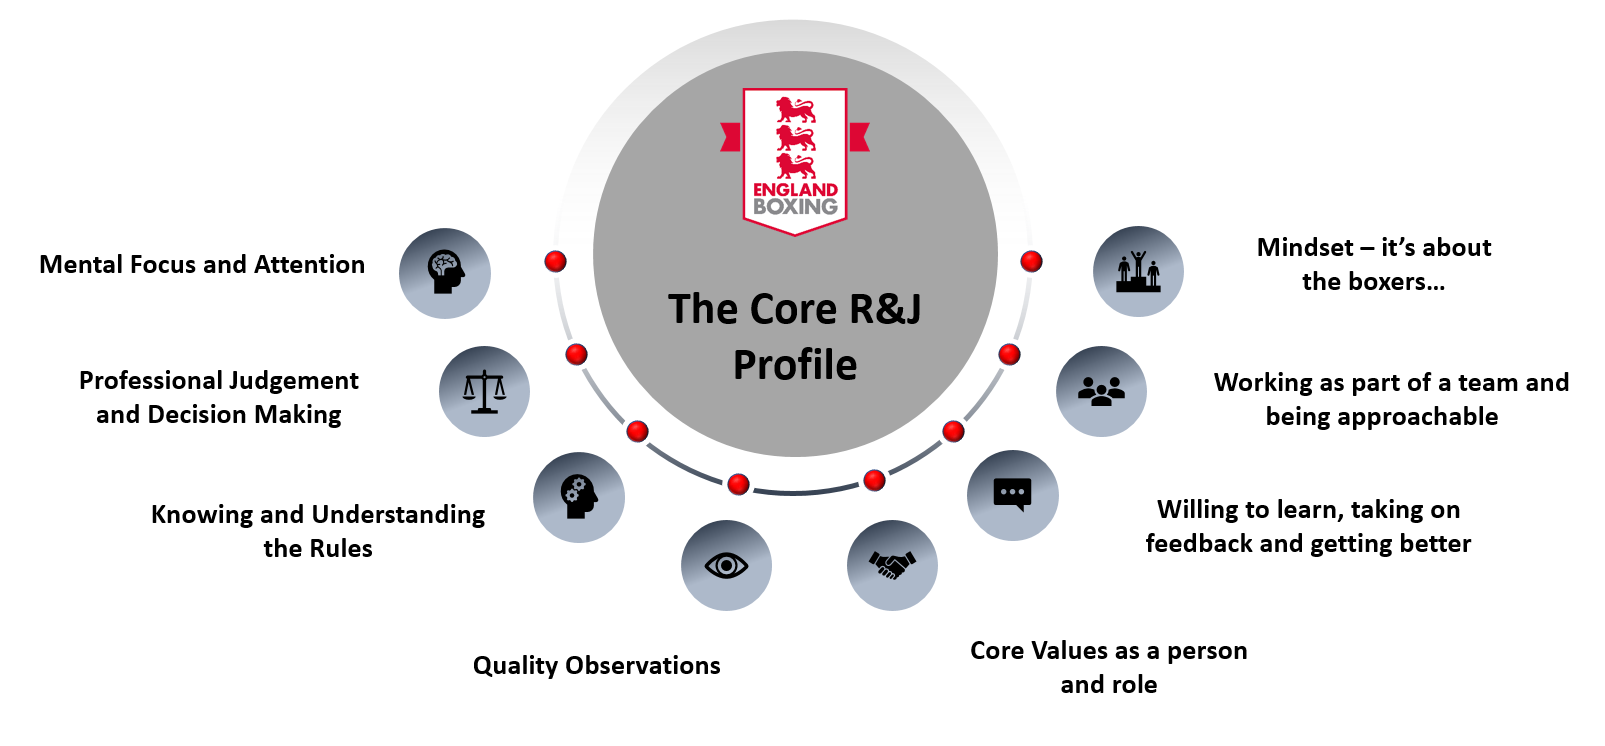 ENGLAND
BOXING
The Core R&J
Profile
Mental Focus and Attention
Professional Judgement
and Decision Making
Knowing and Understanding
the Rules
Quality Observations
Core Values as a person
and role
Willing to learn, taking on
feedback and getting better
Working as part of a team and
being approachable
Mindset – it’s about
the boxers…